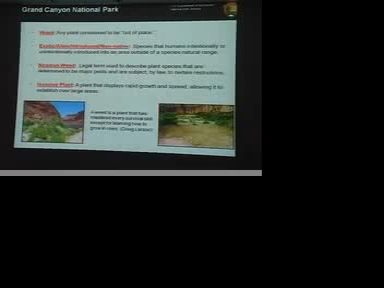 Grand Canyon National Park
Weed: Any plant considered to be "out of place."
Exotic/Alien/Introduced/Non-native: Species that humans intentionally or
unintentionally introduced into an area outside of a species natural range.
Noxious Weed: Legal term used to describe plant species that are
determined to be major pests and are subject, by law, to certain restrictions.
Invasive Plant: A plant that displays rapid growth and spread, allowing it to
establish over large areas.
A weed is a plant that has
mastered every survival skill
except for learning how to
grow in rows. (Doug Larson)